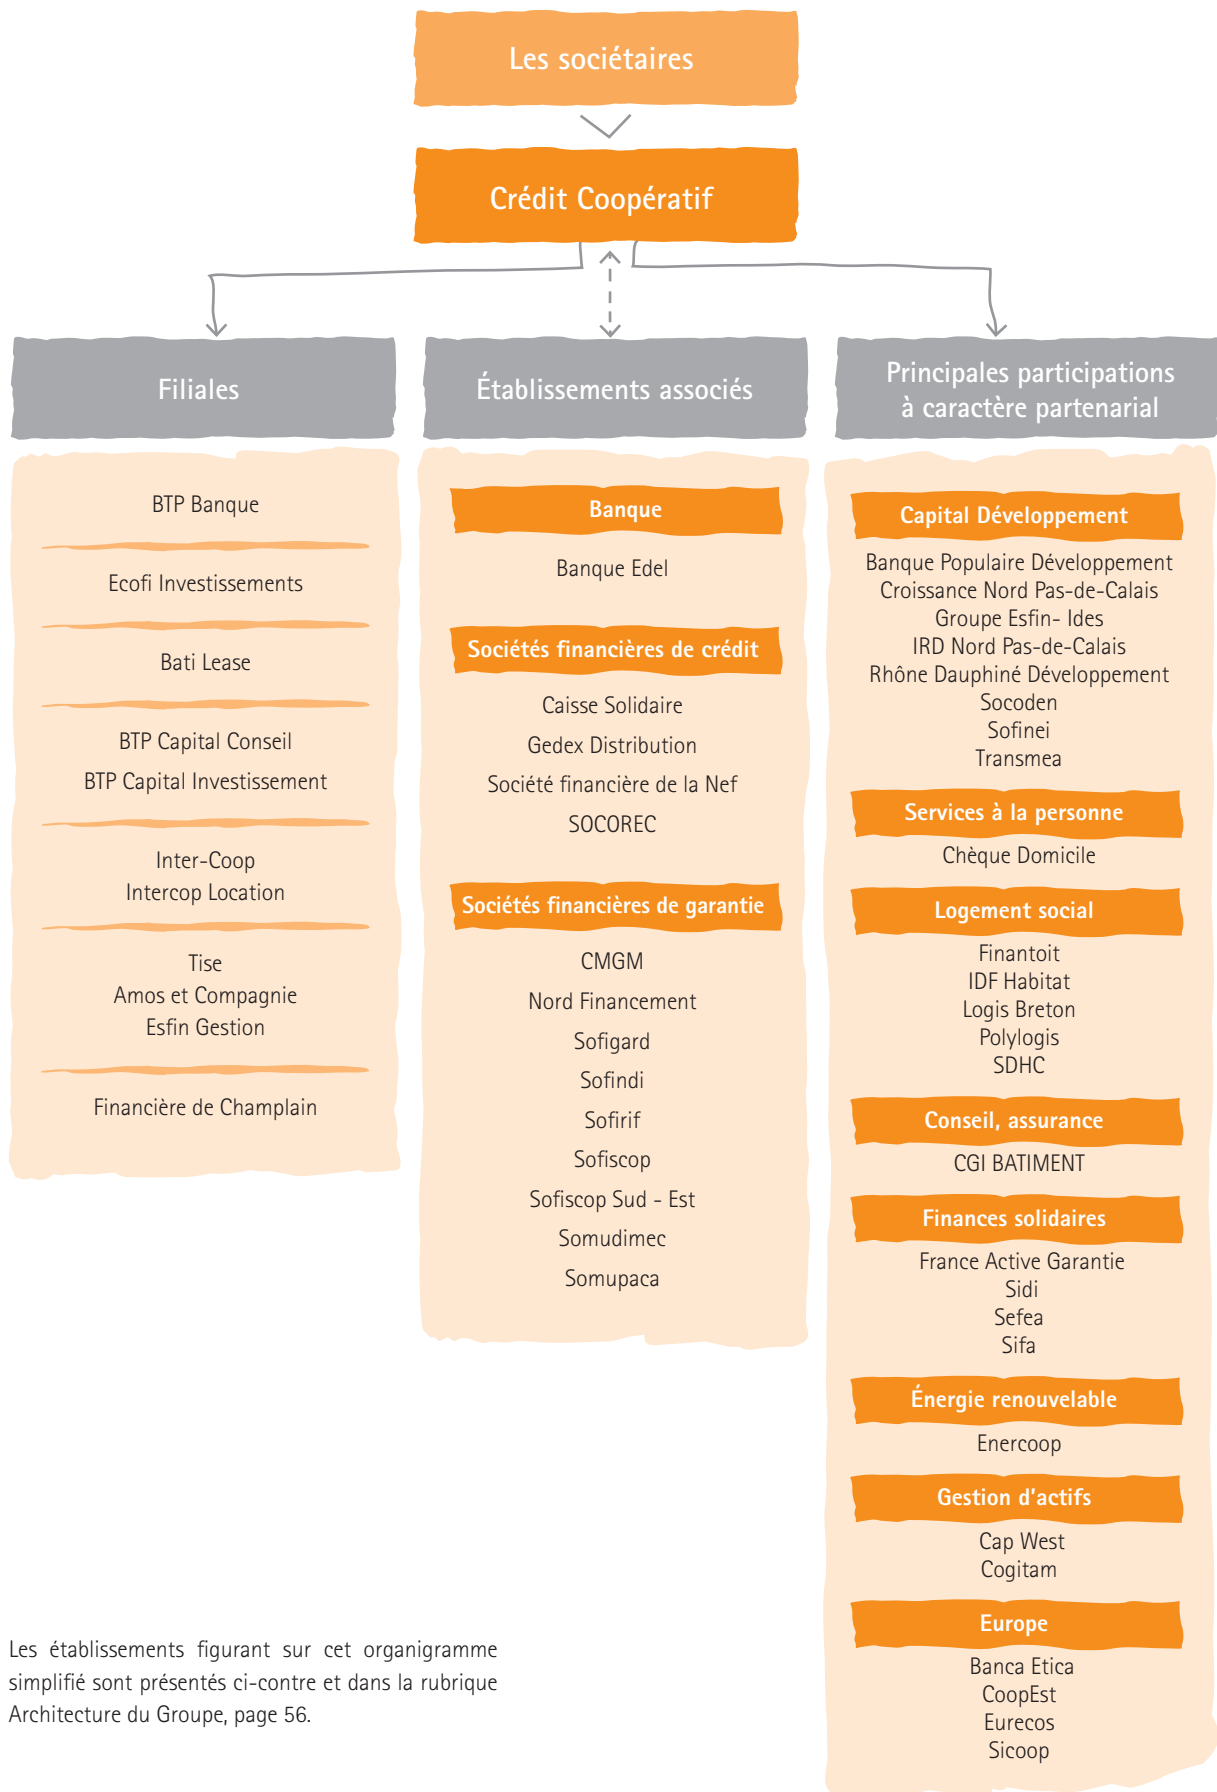 Les sociétaires
Crédit Coopératif
Filiales
BTP Banque
Ecofi Investissements
Bati Lease
BTP Capital Conseil
BTP Capital Investissement
Inter-Coop
Intercop Location
Tise
Amos et Compagnie
Esfin Gestion
Financière de Champlain
Établissements associés
Banque
Banque Edel
Sociétés financières de crédit
Caisse Solidaire
Gedex Distribution
Société financière de la Nef
SOCOREC
Sociétés financières de garantie
CMGM
Nord Financement
Sofigard
Sofindi
Sofirif
Sofiscop
Sofiscop Sud - Est
Somudimec
Somupaca
Principales participations
à caractère partenarial
Capital Développement
Banque Populaire Développement
Croissance Nord Pas-de-Calais
Groupe Esfin- Ides
IRD Nord Pas-de-Calais
Rhône Dauphiné Développement
Socoden
Sofinei
Transmea
Services à la personne
Chèque Domicile
Logement social
Finantoit
IDF Habitat
Logis Breton
Polylogis
SDHC
Conseil, assurance
CGI BATIMENT
Finances solidaires
France Active Garantie
Sidi
Sefea
Sifa
Énergie renouvelable
Enercoop
Gestion d'actifs
Cap West
Cogitam
Europe
Banca Etica
CoopEst
Eurecos
Sicoop
Les établissements figurant sur cet organigramme
simplifié sont présentés ci-contre et dans la rubrique
Architecture du Groupe, page 56.